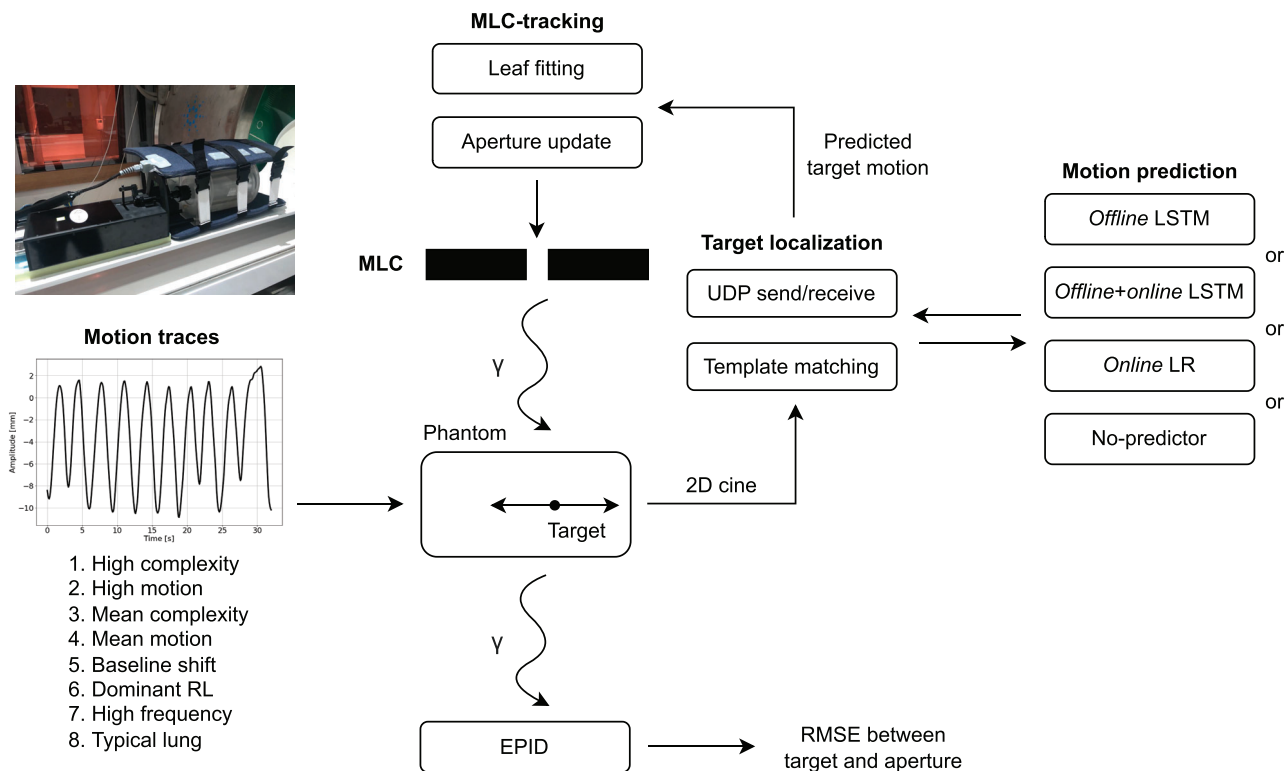 MLC-tracking
Leaf fitting
Aperture update
MLC
γ
Predicted
target motion
Motion prediction
Offline LSTM
or
Offline+online LSTM
or
Online LR
or
No-predictor
Target localization
UDP send/receive
Template matching
Motion traces
Amplitude [mm]
2
0
−2
−4
−6
−8
−10
0 5 10 15 20 25 30
Time [s]
1. High complexity
2. High motion
3. Mean complexity
4. Mean motion
5. Baseline shift
6. Dominant RL
7. High frequency
8. Typical lung
Phantom
Target
2D cine
γ
EPID
RMSE between
target and aperture